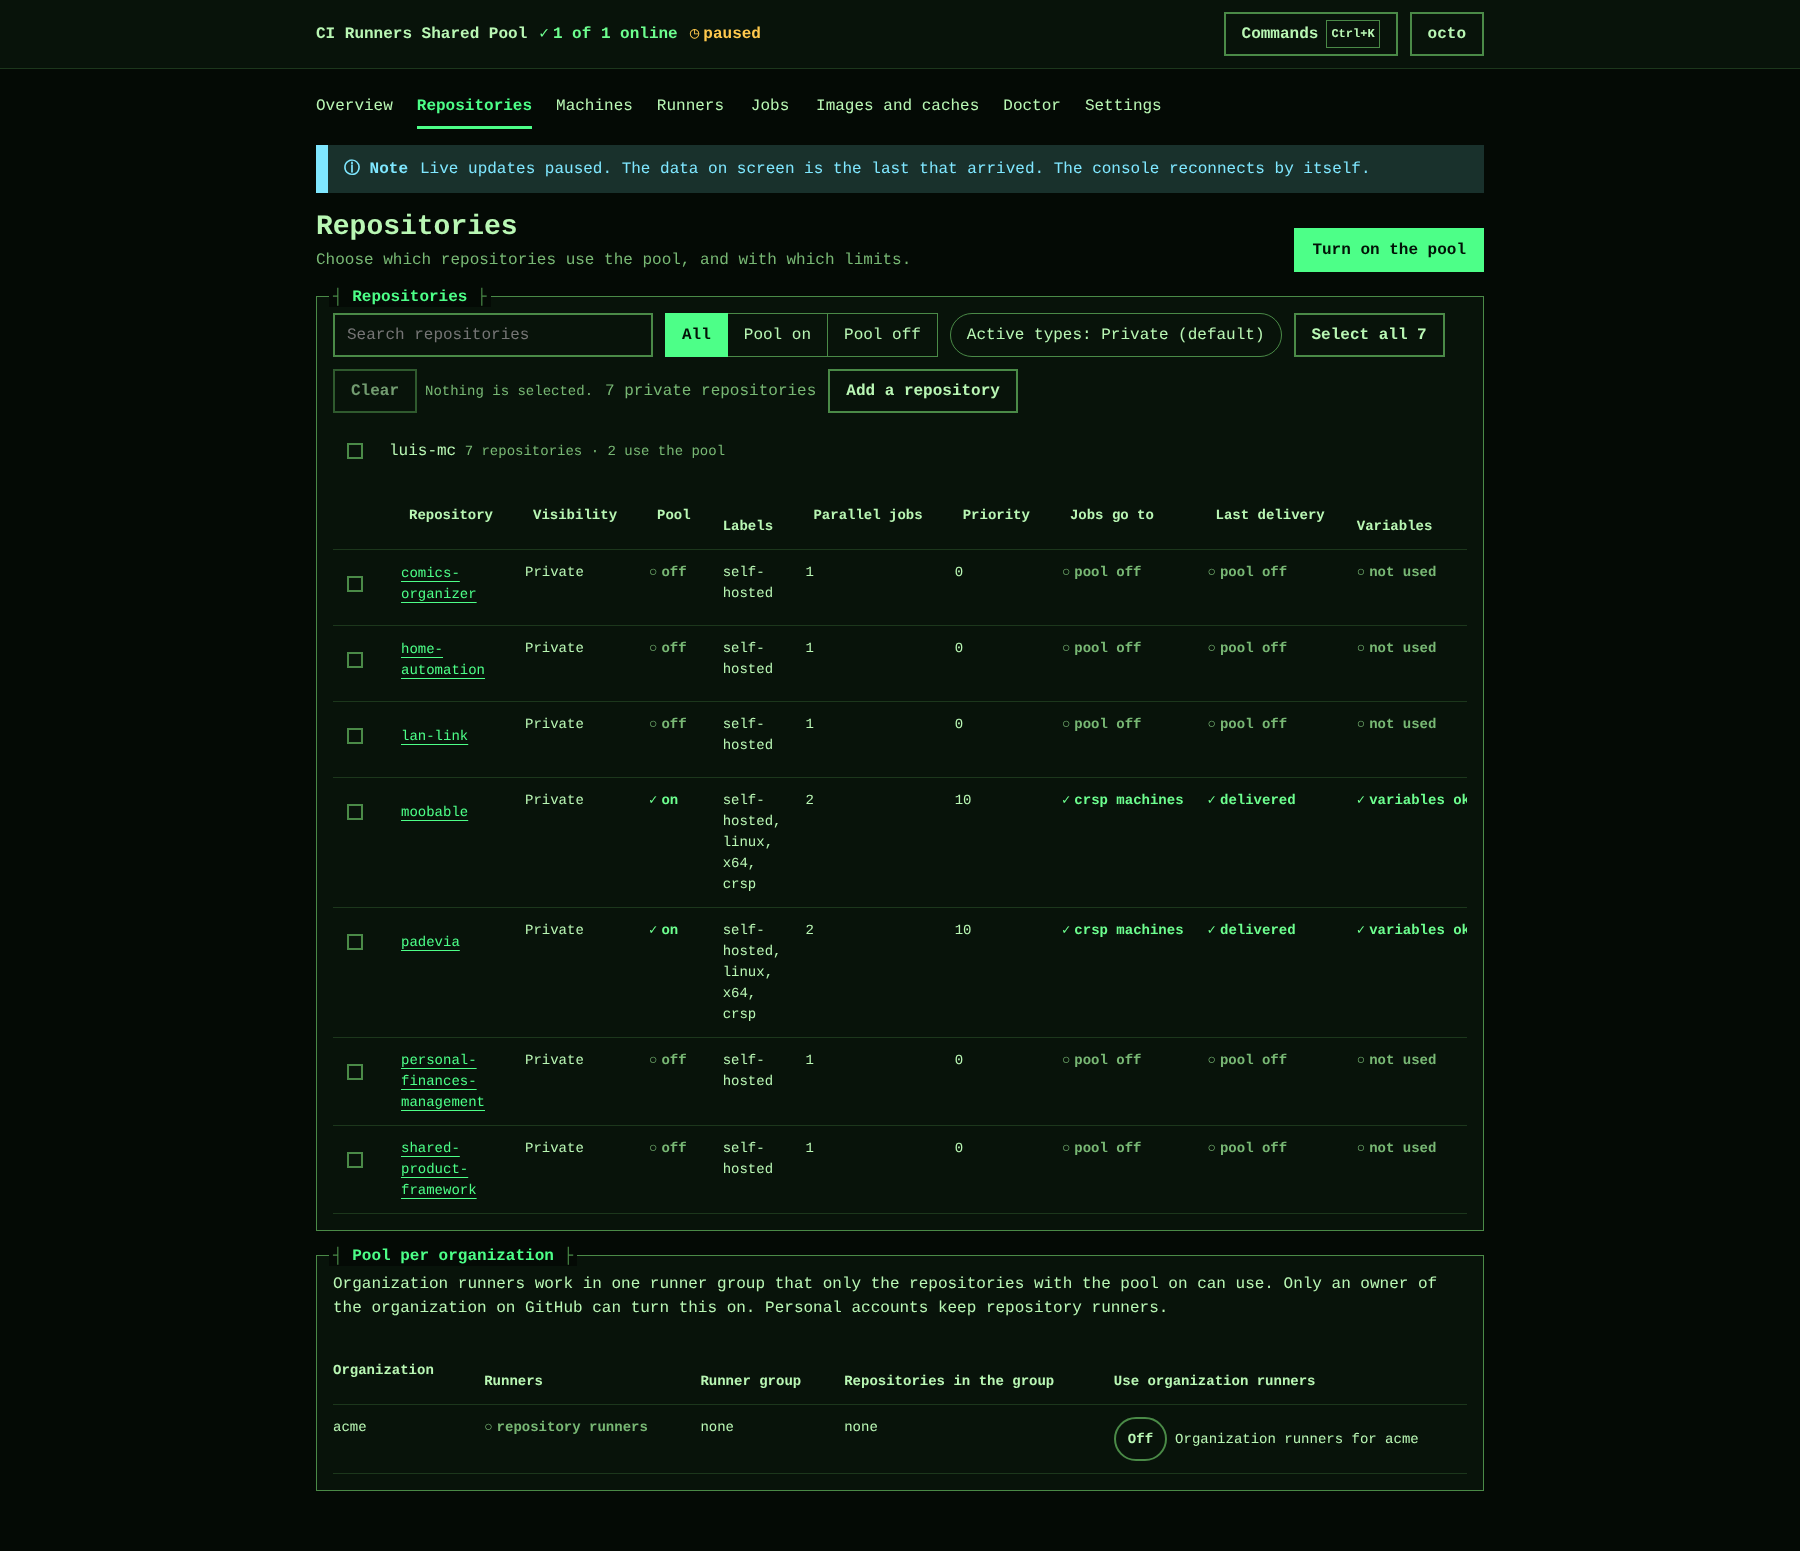 CI Runners Shared Pool ✓ 1 of 1 online ◷ paused Commands Ctrl+K octo
Overview Repositories Machines Runners Jobs Images and caches Doctor Settings
ⓘ Note Live updates paused. The data on screen is the last that arrived. The console reconnects by itself.
Repositories
Choose which repositories use the pool, and with which limits.
Turn on the pool
┤ Repositories ├
Search repositories All Pool on Pool off Active types: Private (default) Select all 7
Clear Nothing is selected. 7 private repositories Add a repository
luis-mc 7 repositories · 2 use the pool
Repository Visibility Pool Labels Parallel jobs Priority Jobs go to Last delivery Variables
comics- Private ○ off self- 1 0 ○ pool off ○ pool off ○ not used
organizer hosted
home- Private ○ off self- 1 0 ○ pool off ○ pool off ○ not used
automation hosted
lan-link Private ○ off self- 1 0 ○ pool off ○ pool off ○ not used
hosted
moobable Private ✓ on self- 2 10 ✓ crsp machines ✓ delivered ✓ variables ok
hosted,
linux,
x64,
crsp
padevia Private ✓ on self- 2 10 ✓ crsp machines ✓ delivered ✓ variables ok
hosted,
linux,
x64,
crsp
personal- Private ○ off self- 1 0 ○ pool off ○ pool off ○ not used
finances- hosted
management
shared- Private ○ off self- 1 0 ○ pool off ○ pool off ○ not used
product- hosted
framework
┤ Pool per organization ├
Organization runners work in one runner group that only the repositories with the pool on can use. Only an owner of
the organization on GitHub can turn this on. Personal accounts keep repository runners.
Organization Runners Runner group Repositories in the group Use organization runners
acme ○ repository runners none none Off Organization runners for acme